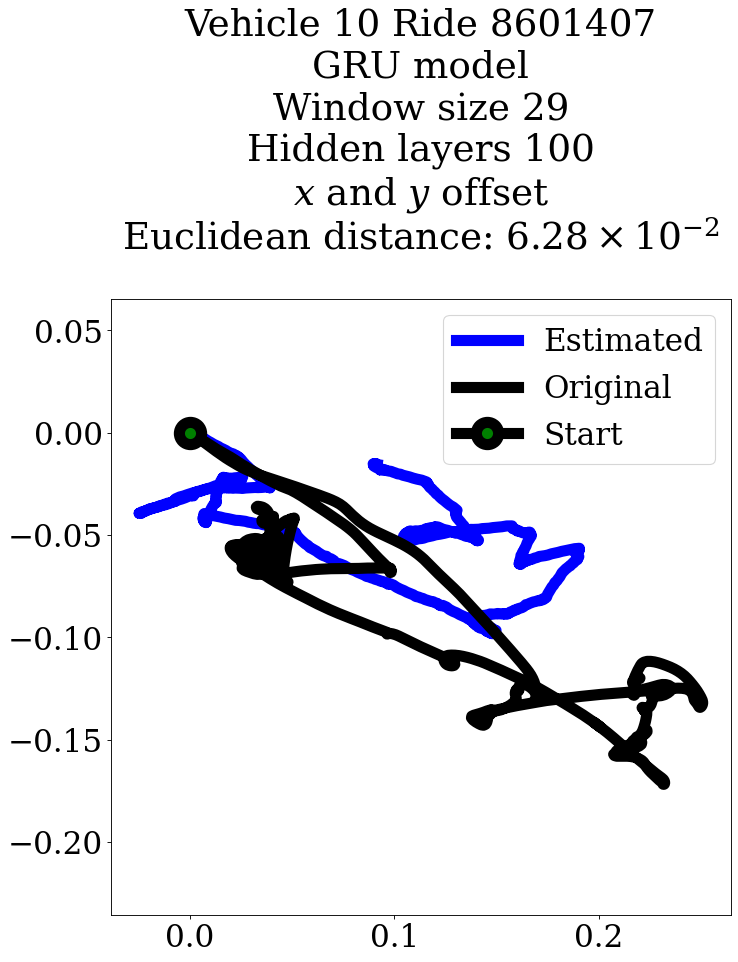 Vehicle 10 Ride 8601407
GRU model
Window size 29
Hidden layers 100
x and y offset
Euclidean distance: 6.28 × 10⁻²
Estimated
Original
Start
0.05
0.00
−0.05
−0.10
−0.15
−0.20
0.0 0.1 0.2